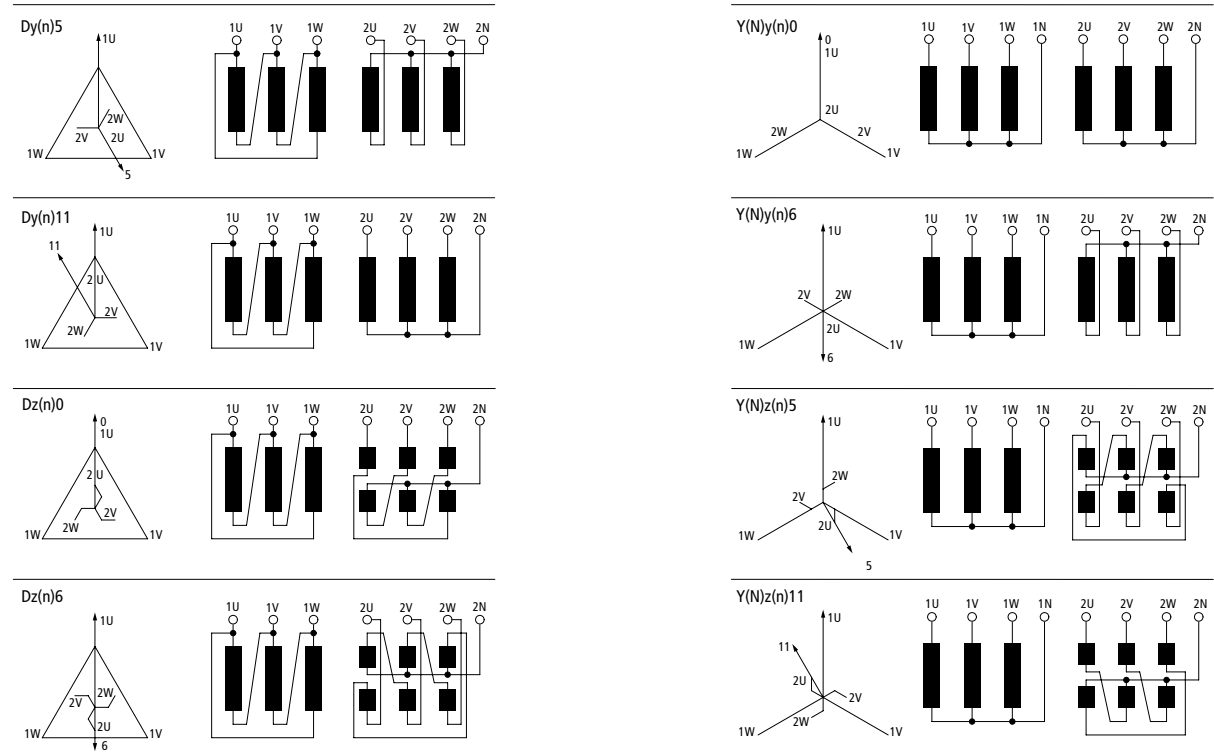 Dy(n)5
1U
2W
2V
2U
1W
1V
5
1U 1V 1W
2U 2V 2W 2N
Dy(n)11
11
1U
2 U
2V
2W
1W
1V
1U 1V 1W
2U 2V 2W 2N
Dz(n)0
0
1U
2 U
2V
2W
1W
1V
1U 1V 1W
2U 2V 2W 2N
Dz(n)6
1U
2V
2W
2U
1W
1V
6
1U 1V 1W
2U 2V 2W 2N
Y(N)y(n)0
0
1U
2U
2W
2V
1W
1V
1U 1V 1W 1N
2U 2V 2W 2N
Y(N)y(n)6
1U
2V
2W
2U
1W
1V
6
1U 1V 1W 1N
2U 2V 2W 2N
Y(N)z(n)5
1U
2W
2V
2U
1W
1V
5
1U 1V 1W 1N
2U 2V 2W 2N
Y(N)z(n)11
1U
11
2U
2V
2W
1W
1V
1U 1V 1W 1N
2U 2V 2W 2N